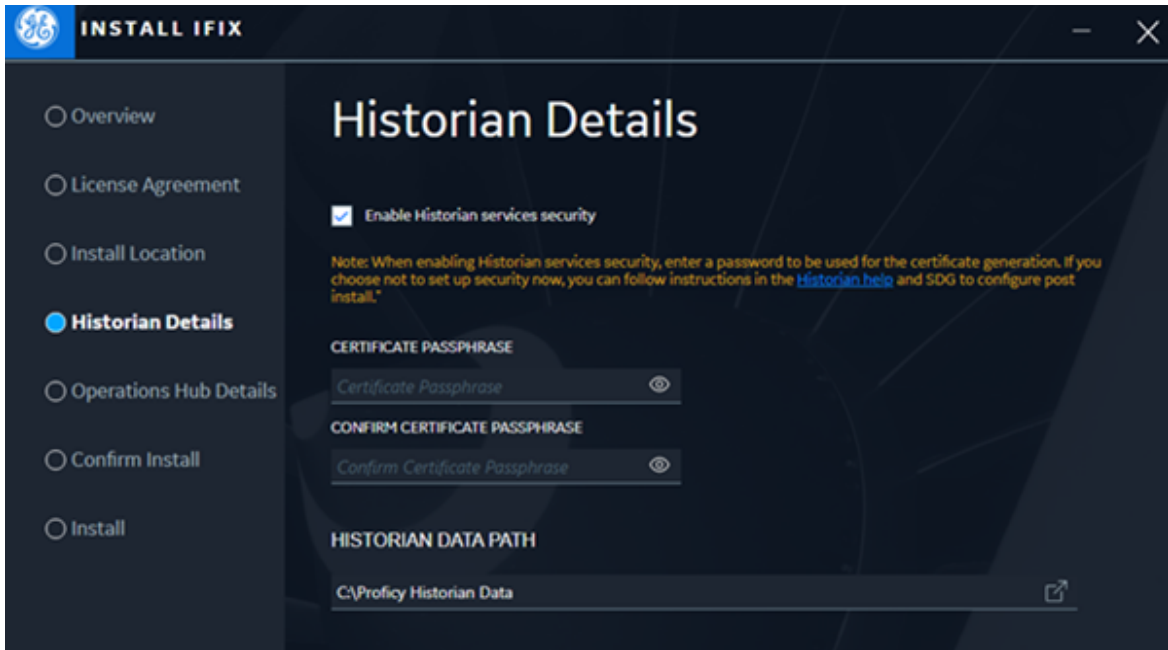 INSTALL IFIX
Overview
License Agreement
Install Location
Historian Details
Operations Hub Details
Confirm Install
Install
Historian Details
Enable Historian services security
Note: When enabling Historian services security, enter a password to be used for the certificate generation. If you
choose not to set up security now, you can follow instructions in the Historian help and SDG to configure post
install."
CERTIFICATE PASSPHRASE
Certificate Passphrase
CONFIRM CERTIFICATE PASSPHRASE
Confirm Certificate Passphrase
HISTORIAN DATA PATH
C:\Proficy Historian Data